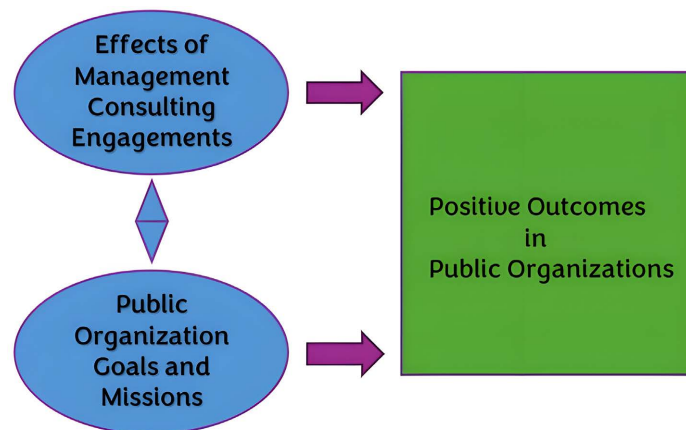 Effects of
Management
Consulting
Engagements
Positive Outcomes
in
Public Organizations
Public
Organization
Goals and
Missions